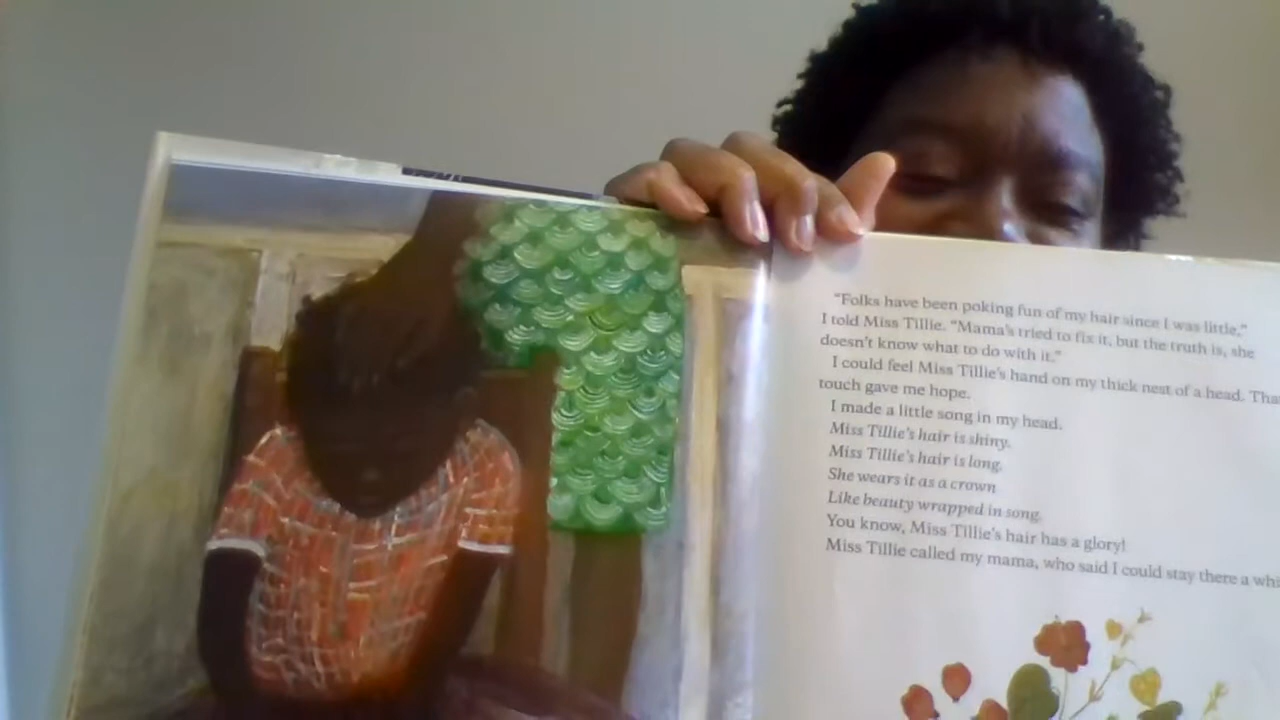 “Folks have been poking fun of my hair since I was little,”
I told Miss Tillie. “Mama’s tried to fix it, but the truth is, she
doesn’t know what to do with it.”
I could feel Miss Tillie’s hand on my thick nest of a head.
touch gave me hope.
I made a little song in my head.
Miss Tillie’s hair is shiny.
Miss Tillie’s hair is long.
She wears it as a crown
Like beauty wrapped in song.
You know, Miss Tillie’s hair has a glory!
Miss Tillie called my mama, who said I could stay there a